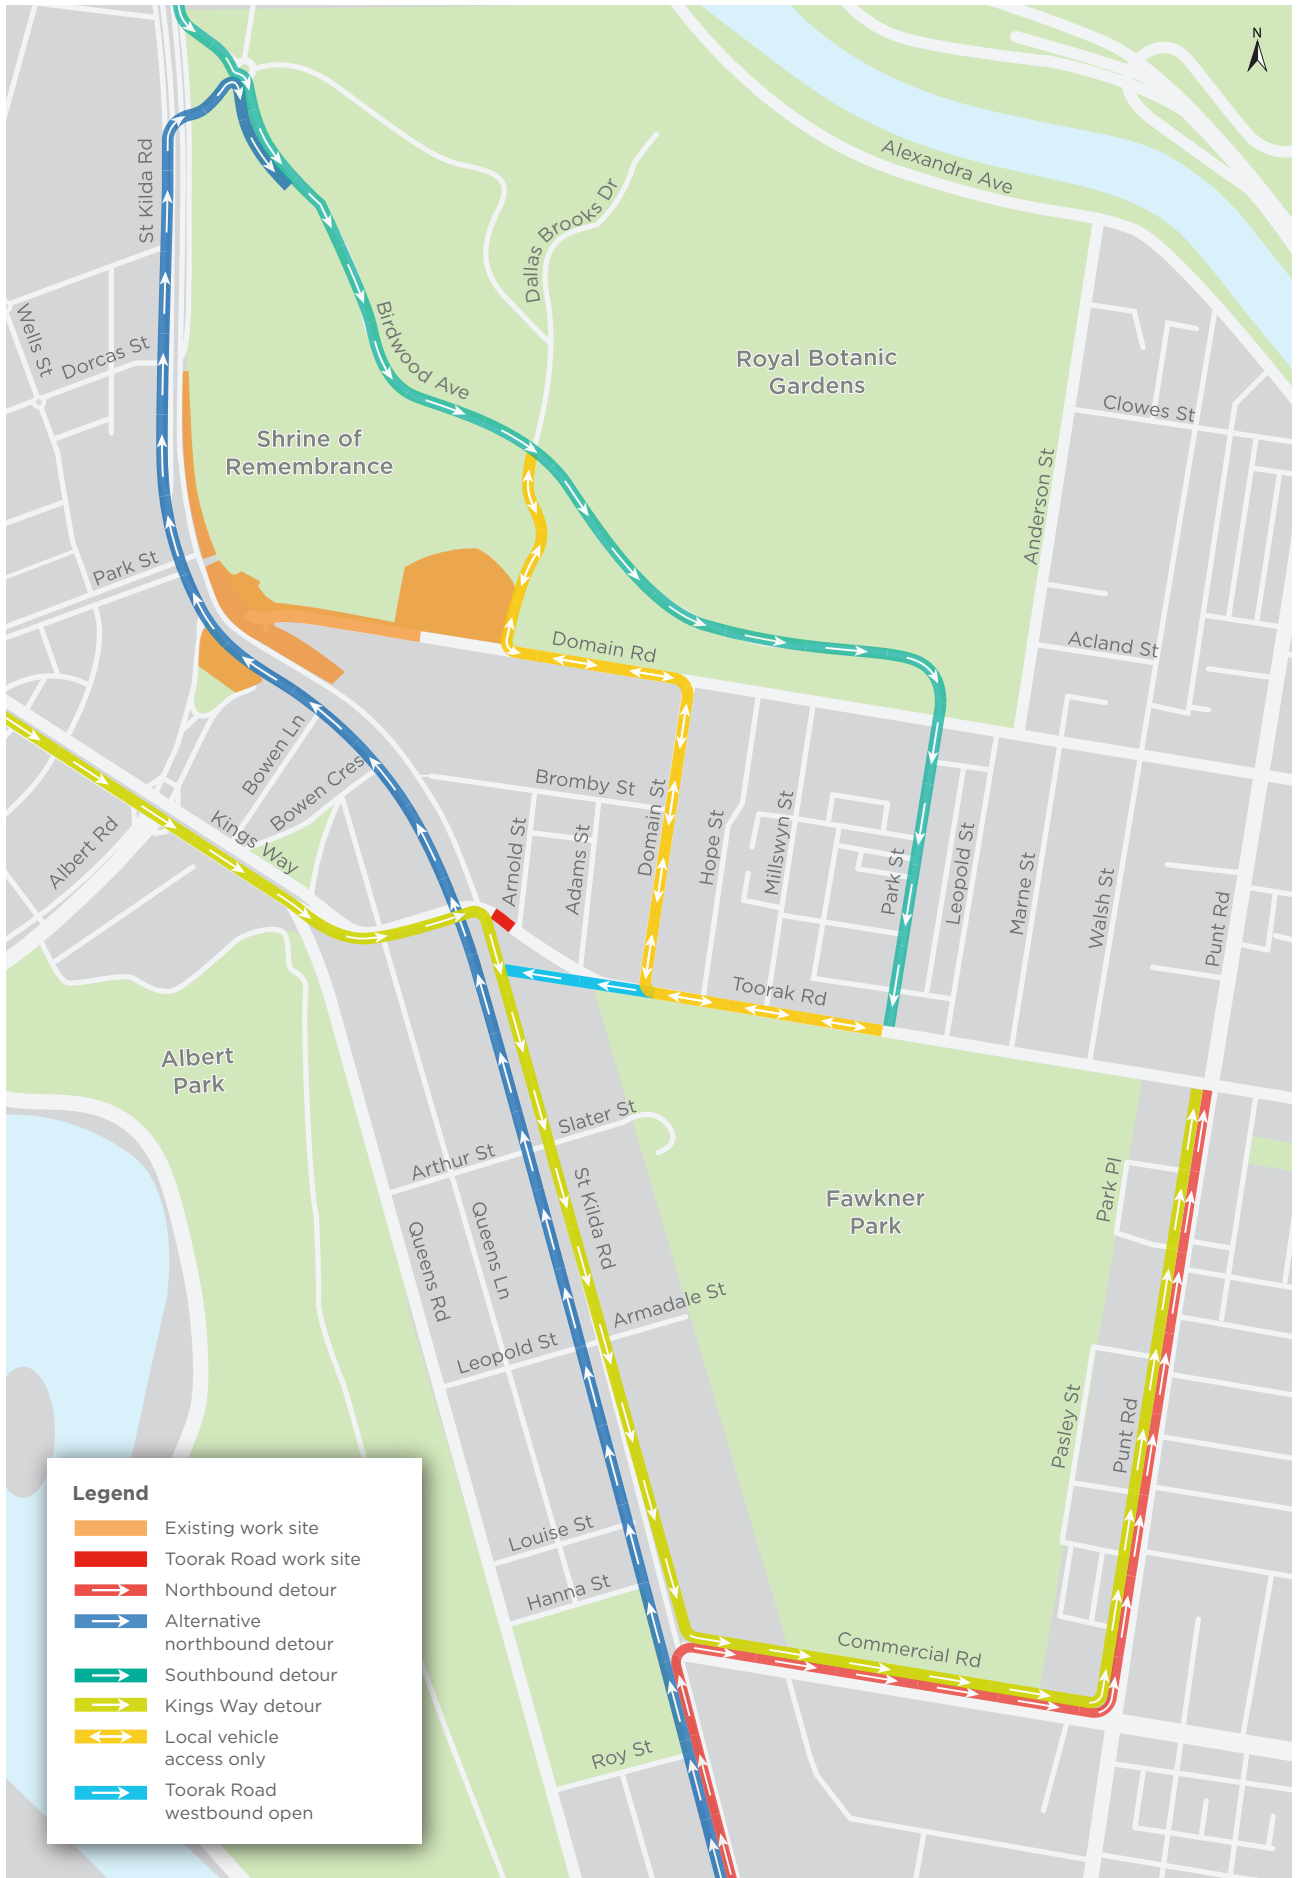 N
Alexandra Ave
St Kilda Rd
Dallas Brooks Dr
Birdwood Ave
Wells St
Dorcas St
Royal Botanic
Gardens
Shrine of
Remembrance
Clowes St
Anderson St
Park St
Domain Rd
Acland St
Bowen Ln
Bowen Cres
Kings Way
Albert Rd
Bromby St
Arnold St
Adams St
Domain St
Hope St
Millswyn St
Park St
Leopold St
Marne St
Walsh St
Punt Rd
Toorak Rd
Albert
Park
Slater St
Arthur St
St Kilda Rd
Queens Ln
Queens Rd
Fawkner
Park
Park Pl
Armadale St
Leopold St
Pasley St
Punt Rd
Louise St
Hanna St
Commercial Rd
Roy St
Legend
Existing work site
Toorak Road work site
Northbound detour
Alternative
northbound detour
Southbound detour
Kings Way detour
Local vehicle
access only
Toorak Road
westbound open